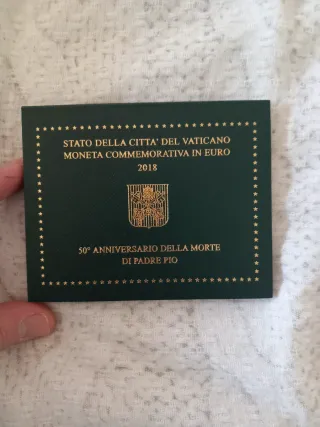 STATO DELLA CITTA' DEL VATICANO
MONETA COMMEMORATIVA IN EURO
2018
50° ANNIVERSARIO DELLA MORTE
DI PADRE PIO